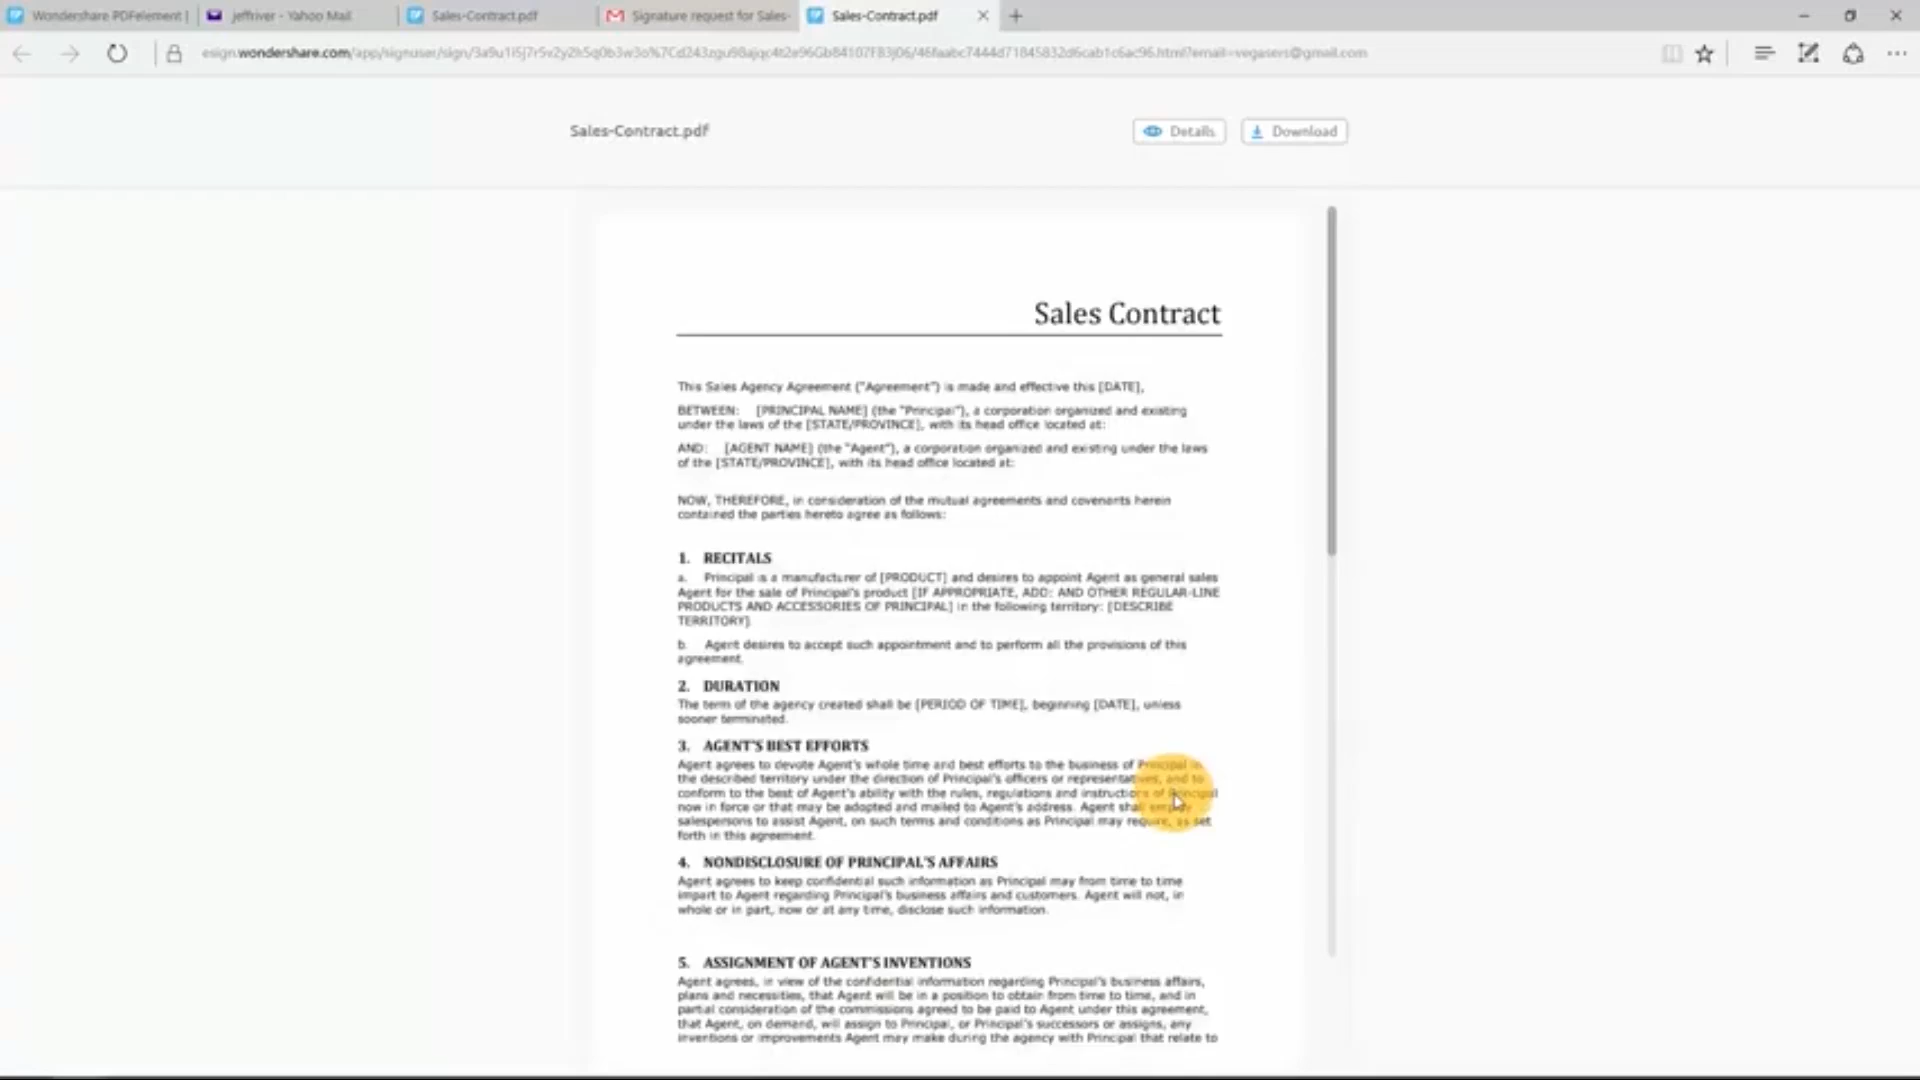 Wondershare PDFelement |
jeffriver - Yahoo Mail
Sales-Contract.pdf
Signature request for Sales-
Sales-Contract.pdf
esign.wondershare.com/app/signuser/sign/
html?email=vegasers@gmail.com
Sales-Contract.pdf
Details
Download
Sales Contract
This Sales Agency Agreement ("Agreement") is made and effective this [DATE],
BETWEEN: [PRINCIPAL NAME] (the "Principal"), a corporation organized and existing
under the laws of the [STATE/PROVINCE], with its head office located at:
AND: [AGENT NAME] (the "Agent"), a corporation organized and existing under the laws
of the [STATE/PROVINCE], with its head office located at:
NOW, THEREFORE, in consideration of the mutual agreements and covenants herein
contained the parties hereto agree as follows:
1. RECITALS
a. Principal is a manufacturer of [PRODUCT] and desires to appoint Agent as general sales
Agent for the sale of Principal's product [IF APPROPRIATE, ADD: AND OTHER REGULAR-LINE
PRODUCTS AND ACCESSORIES OF PRINCIPAL] in the following territory: [DESCRIBE
TERRITORY].
b. Agent desires to accept such appointment and to perform all the provisions of this
agreement.
2. DURATION
The term of the agency created shall be [PERIOD OF TIME], beginning [DATE], unless
sooner terminated.
3. AGENT'S BEST EFFORTS
Agent agrees to devote Agent's whole time and best efforts to the business of Principal in
the described territory under the direction of Principal's officers or representatives, and to
conform to the best of Agent's ability with the rules, regulations and instructions of Principal
now in force or that may be adopted and mailed to Agent's address. Agent shall employ
salespersons to assist Agent, on such terms and conditions as Principal may require, as set
forth in this agreement.
4. NONDISCLOSURE OF PRINCIPAL'S AFFAIRS
Agent agrees to keep confidential such information as Principal may from time to time
impart to Agent regarding Principal's business affairs and customers. Agent will not, in
whole or in part, now or at any time, disclose such information.
5. ASSIGNMENT OF AGENT'S INVENTIONS
Agent agrees, in view of the confidential information regarding Principal's business affairs,
plans and necessities, that Agent will be in a position to obtain from time to time, and in
partial consideration of the commissions agreed to be paid to Agent under this agreement,
that Agent, on demand, will assign to Principal, or Principal's successors or assigns, any
inventions or improvements Agent may make during the agency with Principal that relate to